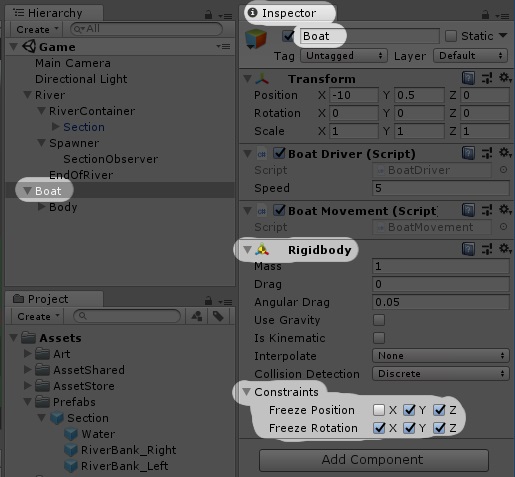 Hierarchy
Create
All
Game
Main Camera
Directional Light
River
RiverContainer
Section
Spawner
SectionObserver
EndOfRiver
Boat
Body
Project
Create
Assets
Art
AssetShared
AssetStore
Prefabs
Section
Water
RiverBank_Right
RiverBank_Left
Inspector
Boat Static
Tag Untagged Layer Default
Transform
Position X -10 Y 0.5 Z 0
Rotation X 0 Y 0 Z 0
Scale X 1 Y 1 Z 1
Boat Driver (Script)
Script BoatDriver
Speed 5
Boat Movement (Script)
Script BoatMovement
Rigidbody
Mass 1
Drag 0
Angular Drag 0.05
Use Gravity
Is Kinematic
Interpolate None
Collision Detection Discrete
Constraints
Freeze Position X Y Z
Freeze Rotation X Y Z
Add Component